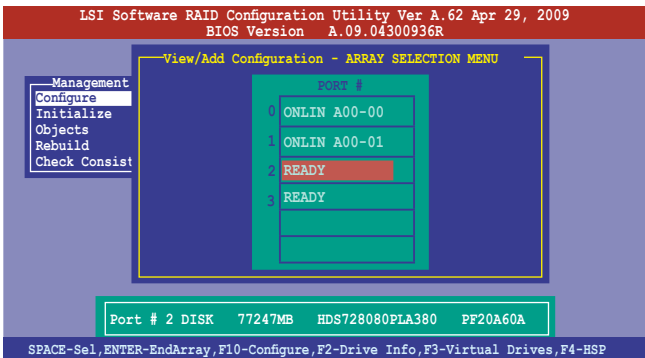 LSI Software RAID Configuration Utility Ver A.62 Apr 29, 2009
BIOS Version A.09.04300936R
View/Add Configuration - ARRAY SELECTION MENU
Management
Configure
Initialize
Objects
Rebuild
Check Consist
PORT #
0 ONLIN A00-00
1 ONLIN A00-01
2 READY
3 READY
Port # 2 DISK 77247MB HDS728080PLA380 PF20A60A
SPACE-Sel,ENTER-EndArray,F10-Configure,F2-Drive Info,F3-Virtual Drives,F4-HSP